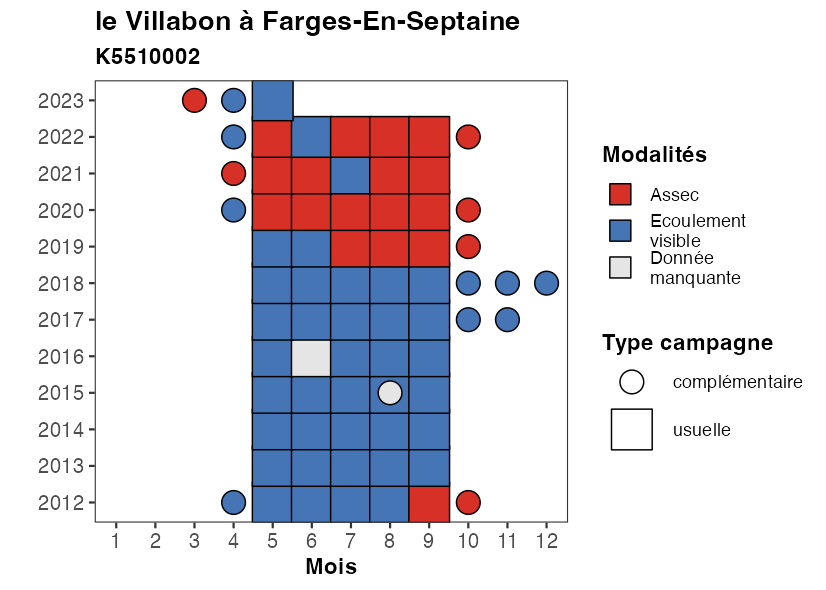 le Villabon à Farges-En-Septaine
K5510002
2023
2022
2021
2020
2019
2018
2017
2016
2015
2014
2013
2012
1 2 3 4 5 6 7 8 9 10 11 12
Mois
Modalités
Assec
Ecoulement
visible
Donnée
manquante
Type campagne
complémentaire
usuelle